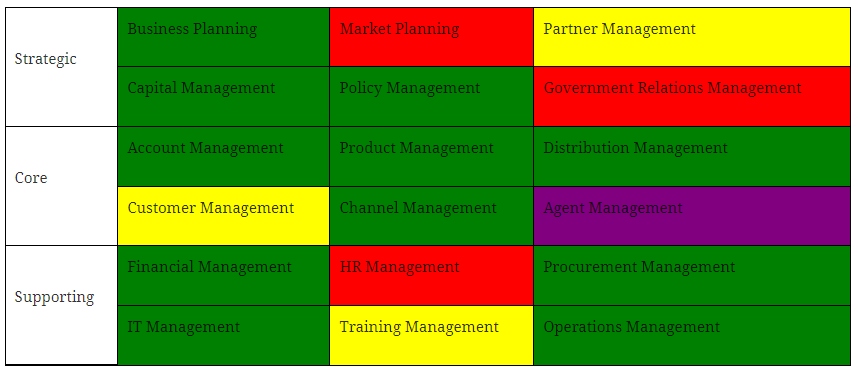 Strategic
Business Planning
Market Planning
Partner Management
Capital Management
Policy Management
Government Relations Management
Core
Account Management
Product Management
Distribution Management
Customer Management
Channel Management
Agent Management
Supporting
Financial Management
HR Management
Procurement Management
IT Management
Training Management
Operations Management